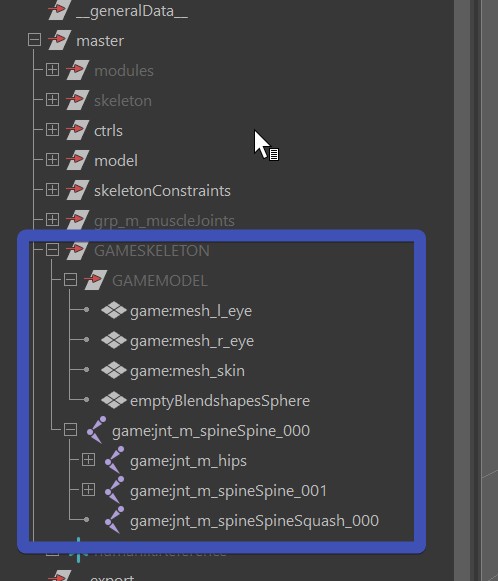 __generalData__
master
modules
skeleton
ctrls
model
skeletonConstraints
grp_m_muscleJoints
GAMESKELETON
GAMEMODEL
game:mesh_l_eye
game:mesh_r_eye
game:mesh_skin
emptyBlendshapesSphere
game:jnt_m_spineSpine_000
game:jnt_m_hips
game:jnt_m_spineSpine_001
game:jnt_m_spineSpineSquash_000
export